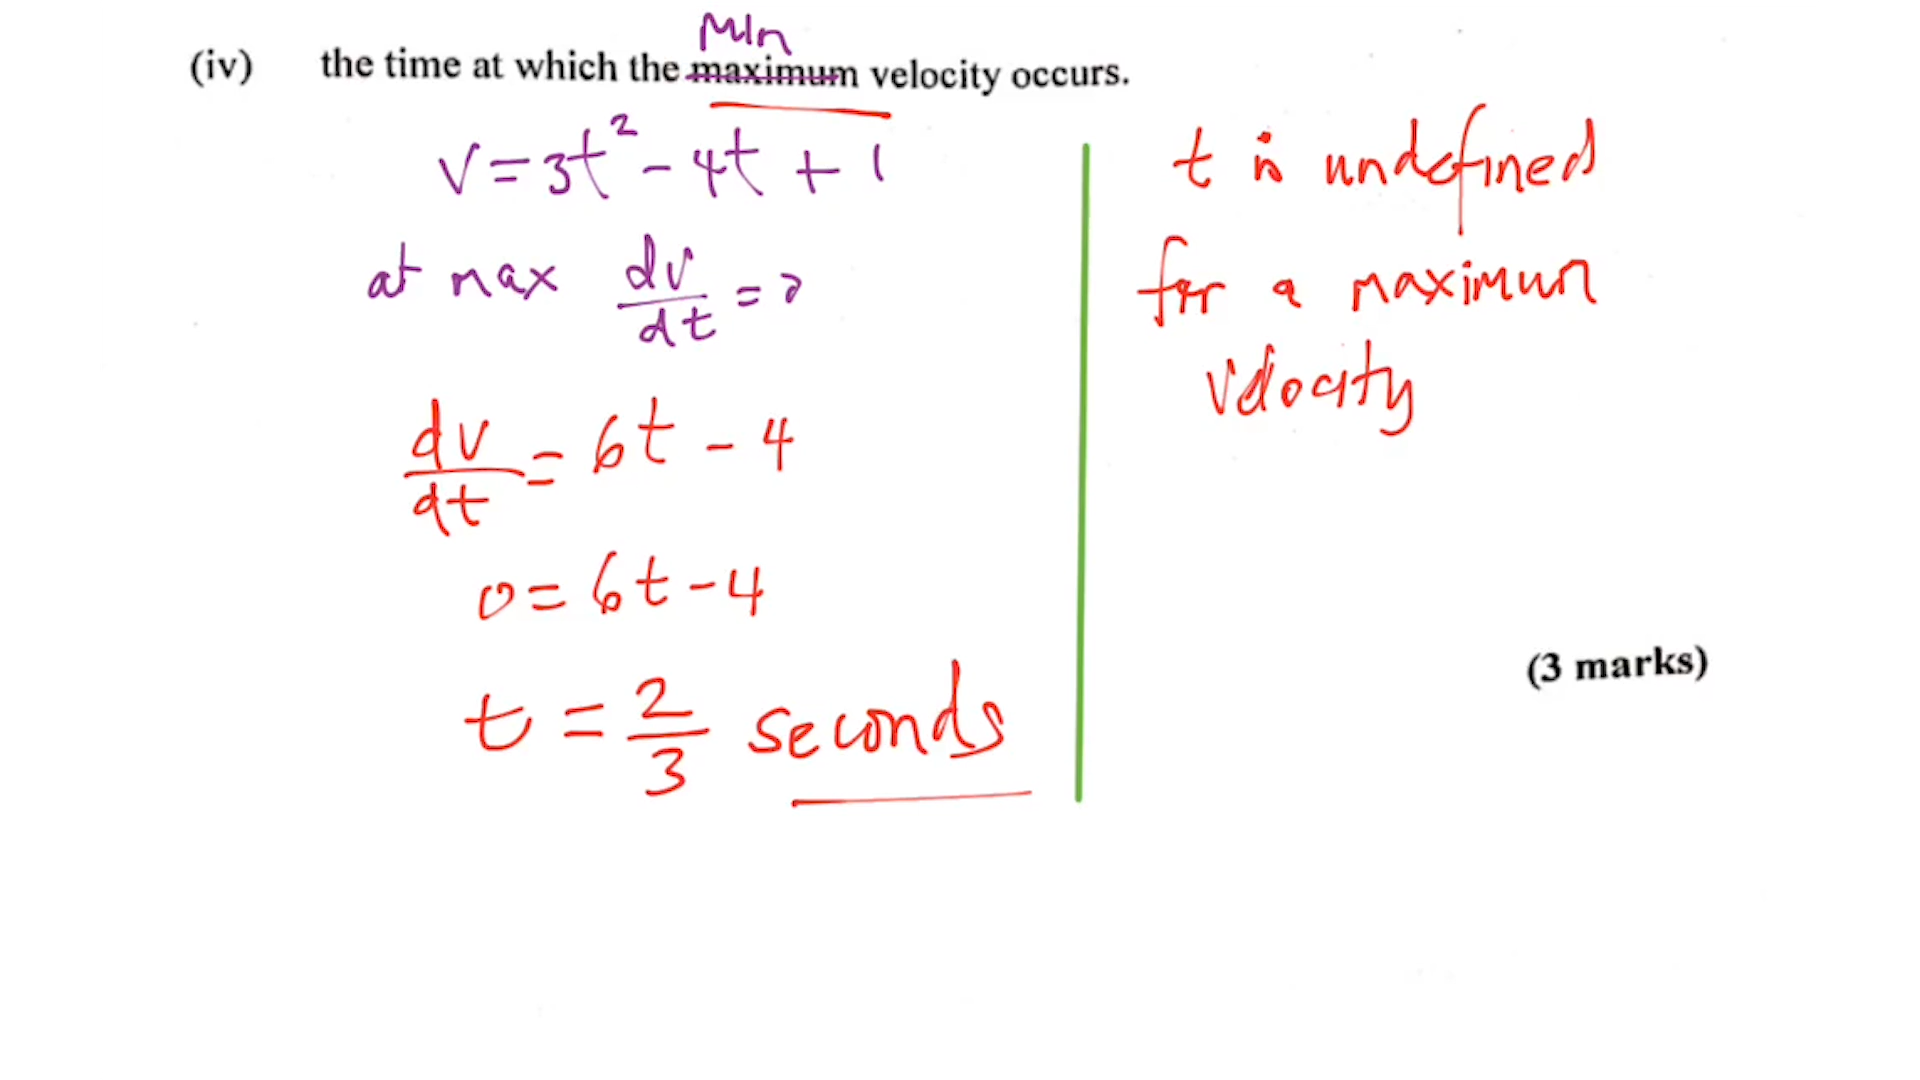 Min
(iv) the time at which the maximum velocity occurs.
v = 3t² - 4t + 1
at max dv/dt = 0
dv/dt = 6t - 4
0 = 6t - 4
t = 2/3 seconds
t is undefined
for a maximum
velocity
(3 marks)